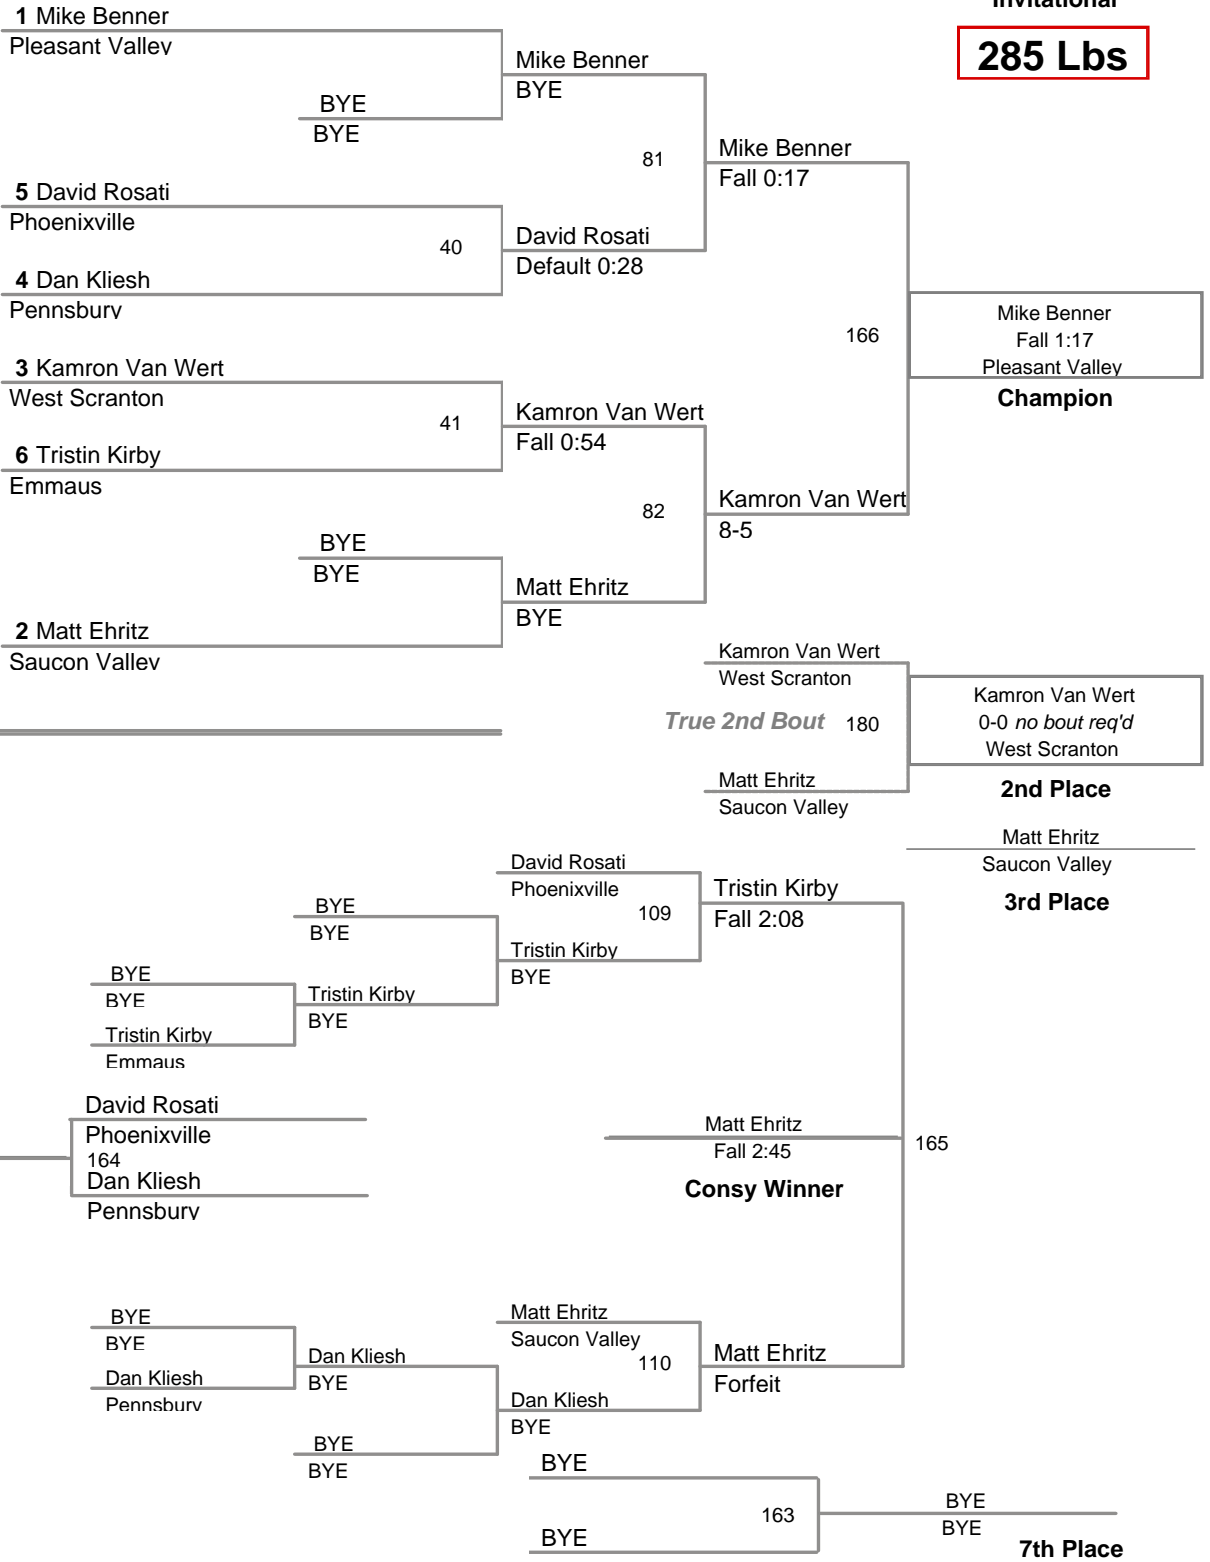 Invitational
285 Lbs
1 Mike Benner
Pleasant Valley
BYE
BYE
Mike Benner
BYE
81
Mike Benner
Fall 0:17
5 David Rosati
Phoenixville
40
David Rosati
Default 0:28
4 Dan Kliesh
Pennsbury
166
Mike Benner
Fall 1:17
Pleasant Valley
Champion
3 Kamron Van Wert
West Scranton
41
Kamron Van Wert
Fall 0:54
6 Tristin Kirby
Emmaus
82
Kamron Van Wert
8-5
BYE
BYE
Matt Ehritz
BYE
2 Matt Ehritz
Saucon Valley
Kamron Van Wert
West Scranton
True 2nd Bout 180
Matt Ehritz
Saucon Valley
Kamron Van Wert
0-0 no bout req'd
West Scranton
2nd Place
Matt Ehritz
Saucon Valley
3rd Place
David Rosati
Phoenixville
109
Tristin Kirby
Fall 2:08
BYE
BYE
Tristin Kirby
BYE
BYE
BYE
Tristin Kirby
BYE
Tristin Kirby
Emmaus
David Rosati
Phoenixville
164
Dan Kliesh
Pennsbury
Matt Ehritz
Fall 2:45
Consy Winner
165
BYE
BYE
Dan Kliesh
Pennsbury
Dan Kliesh
BYE
BYE
BYE
Matt Ehritz
Saucon Valley
110
Dan Kliesh
BYE
Matt Ehritz
Forfeit
BYE
163
BYE
BYE
BYE
7th Place